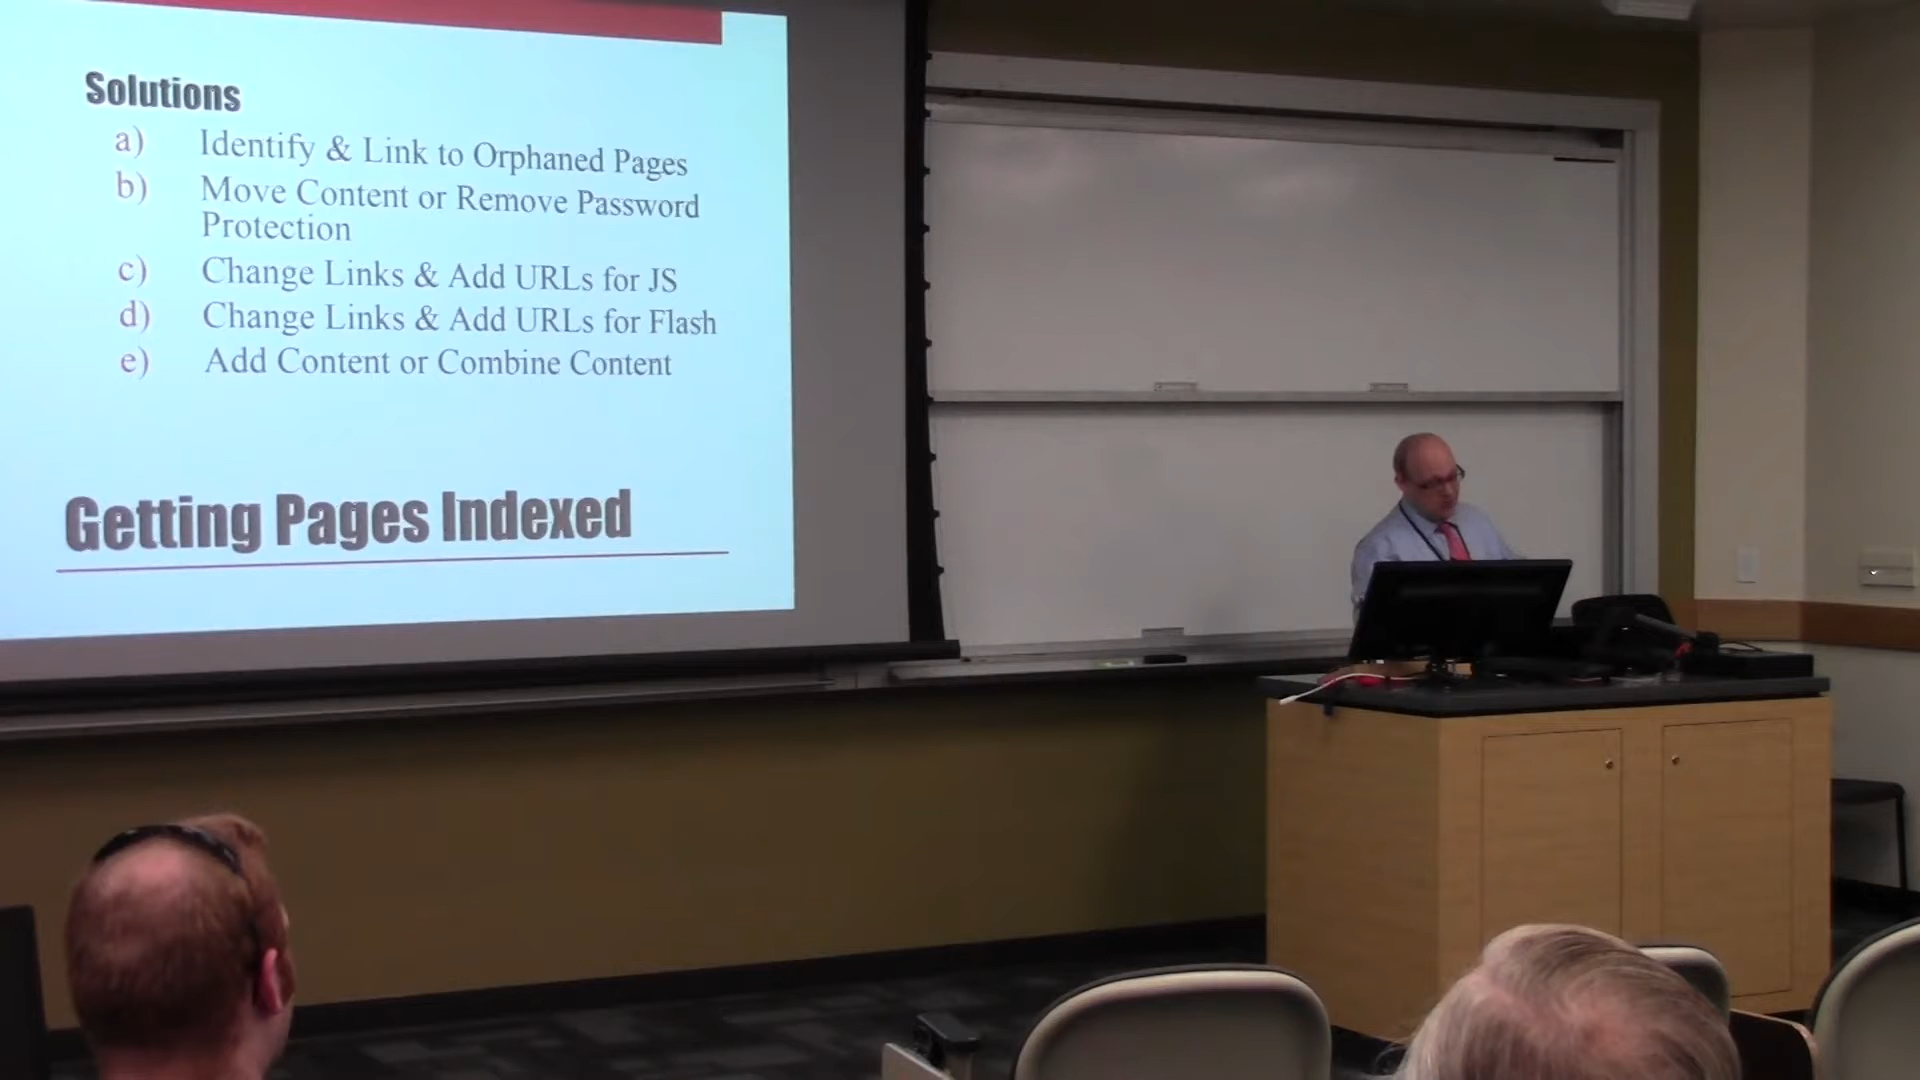 Solutions
a) Identify & Link to Orphaned Pages
b) Move Content or Remove Password
Protection
c) Change Links & Add URLs for JS
d) Change Links & Add URLs for Flash
e) Add Content or Combine Content
Getting Pages Indexed